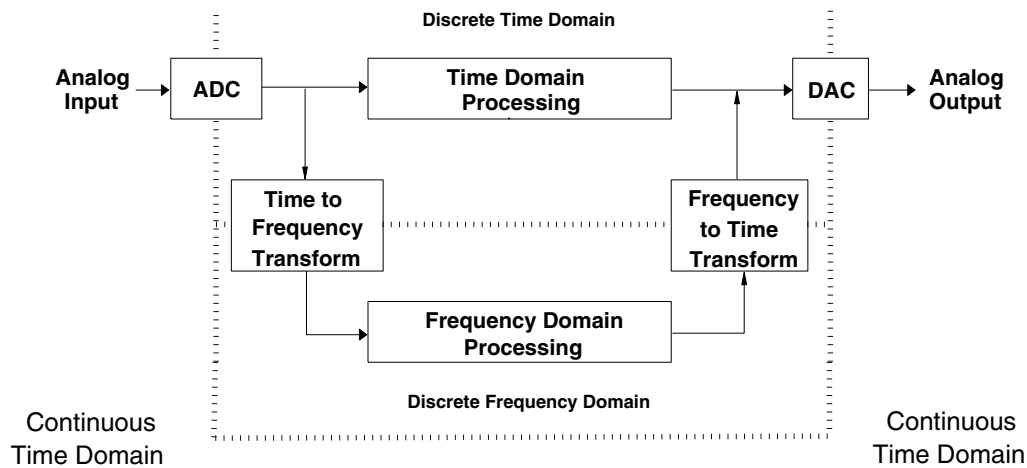 Discrete Time Domain
Analog
Input
ADC
Time Domain
Processing
DAC
Analog
Output
Time to
Frequency
Transform
Frequency
to Time
Transform
Frequency Domain
Processing
Discrete Frequency Domain
Continuous
Time Domain
Continuous
Time Domain